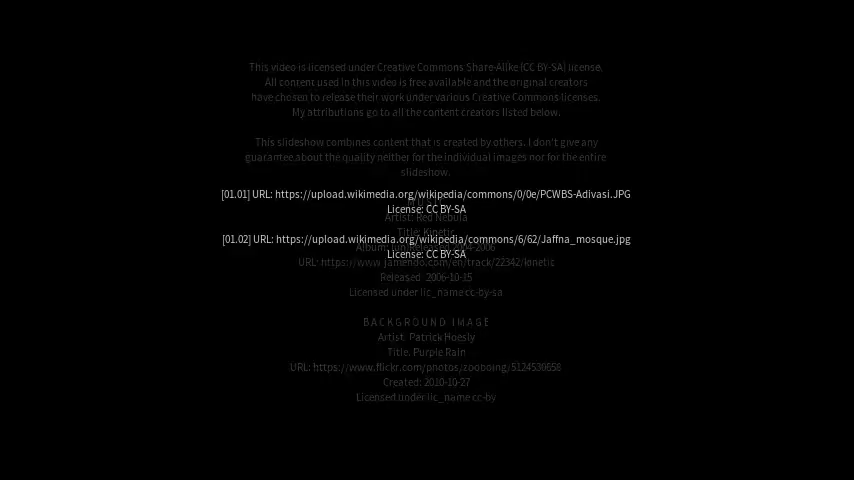 This video is licensed under Creative Commons Share-Alike (CC BY-SA) license.
All content used in this video is free available and the original creators
have chosen to release their work under various Creative Commons licenses.
My attributions go to all the content creators listed below.
This slideshow combines content that is created by others. I don't give any
guarantee about the quality neither for the individual images nor for the entire
slideshow.
[01.01] URL: https://upload.wikimedia.org/wikipedia/commons/0/0e/PCWBS-Adivasi.JPG
License: CC BY-SA
Artist: Red Nebula
Title: Kinetic
[01.02] URL: https://upload.wikimedia.org/wikipedia/commons/6/62/Jaffna_mosque.jpg
Released 2004-2006
License: CC BY-SA
URL: https://www.jamendo.com/en/track/22342/kinetic
Released: 2006-10-15
Licensed under lic_name cc-by-sa
BACKGROUND IMAGE
Artist: Patrick Hoesly
Title: Purple Rain
URL: https://www.flickr.com/photos/zooboing/5124530658
Created: 2010-10-27
Licensed under lic_name cc-by